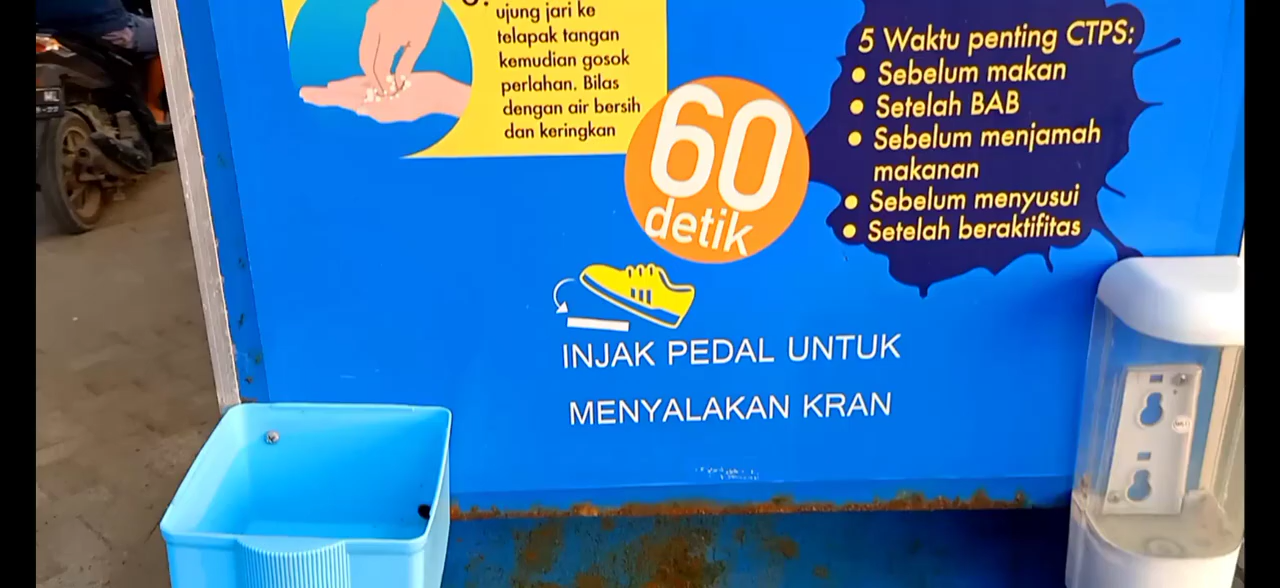 ujung jari ke
telapak tangan
kemudian gosok
perlahan. Bilas
dengan air bersih
dan keringkan
60
detik
5 Waktu penting CTPS:
• Sebelum makan
• Setelah BAB
• Sebelum menjamah
makanan
• Sebelum menyusui
• Setelah beraktifitas
INJAK PEDAL UNTUK
MENYALAKAN KRAN